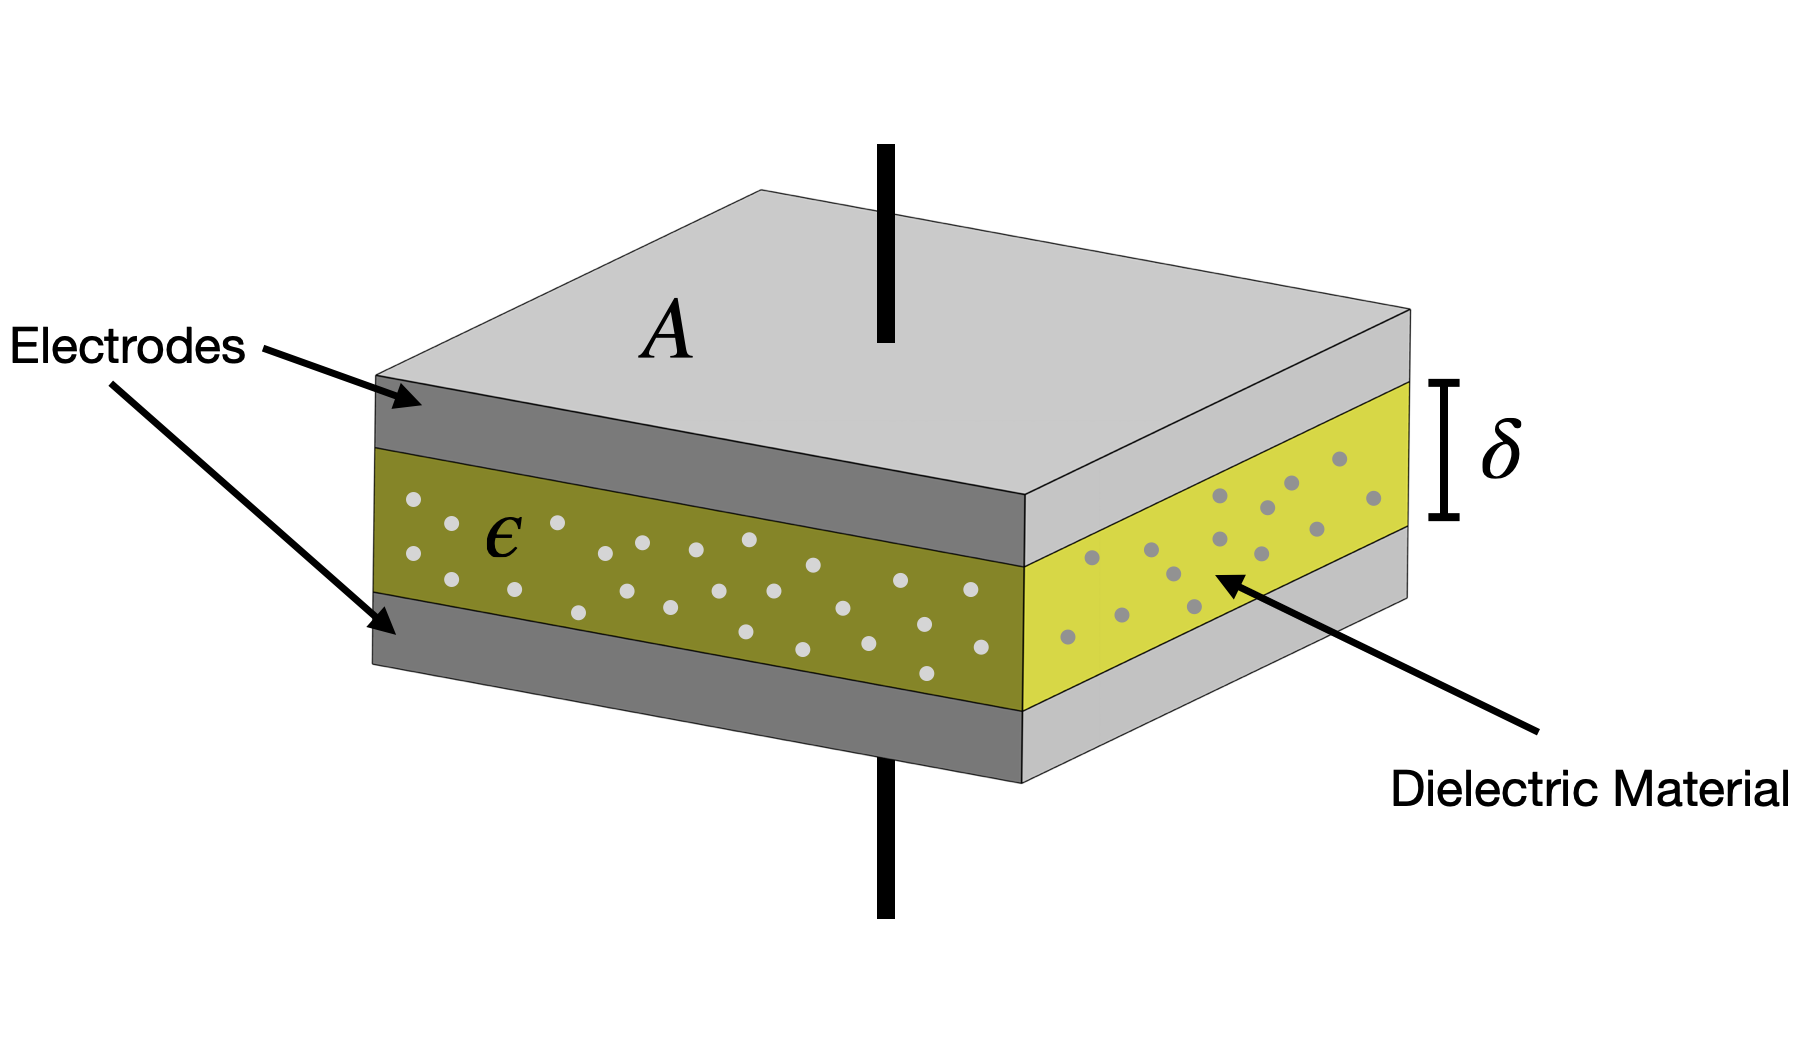 A
Electrodes
δ
ϵ
Dielectric Material